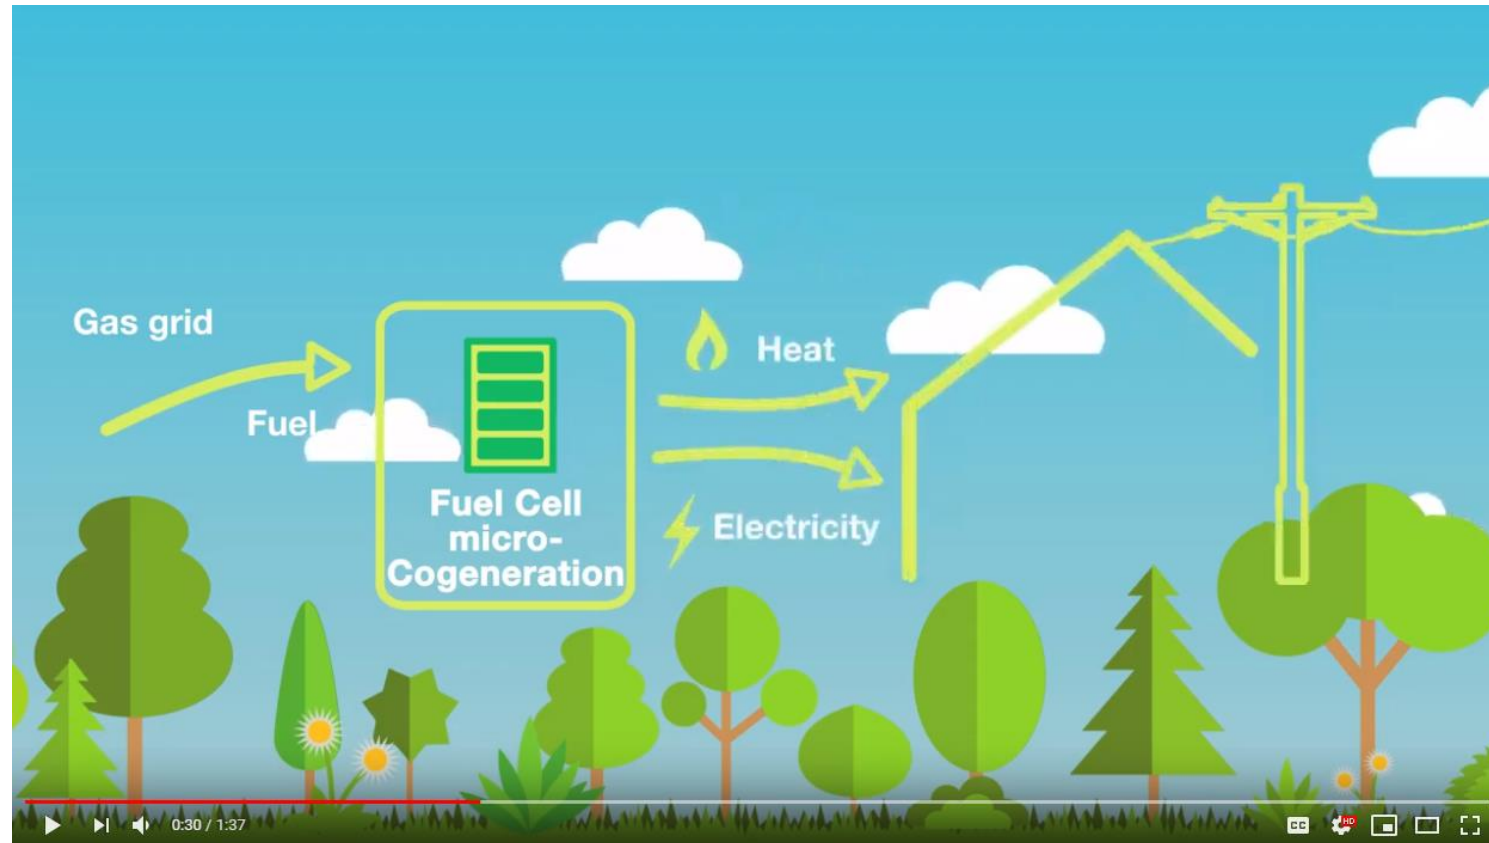 Gas grid
Fuel
Fuel Cell
micro-
Cogeneration
Heat
Electricity
0:30 / 1:37
CC
HD